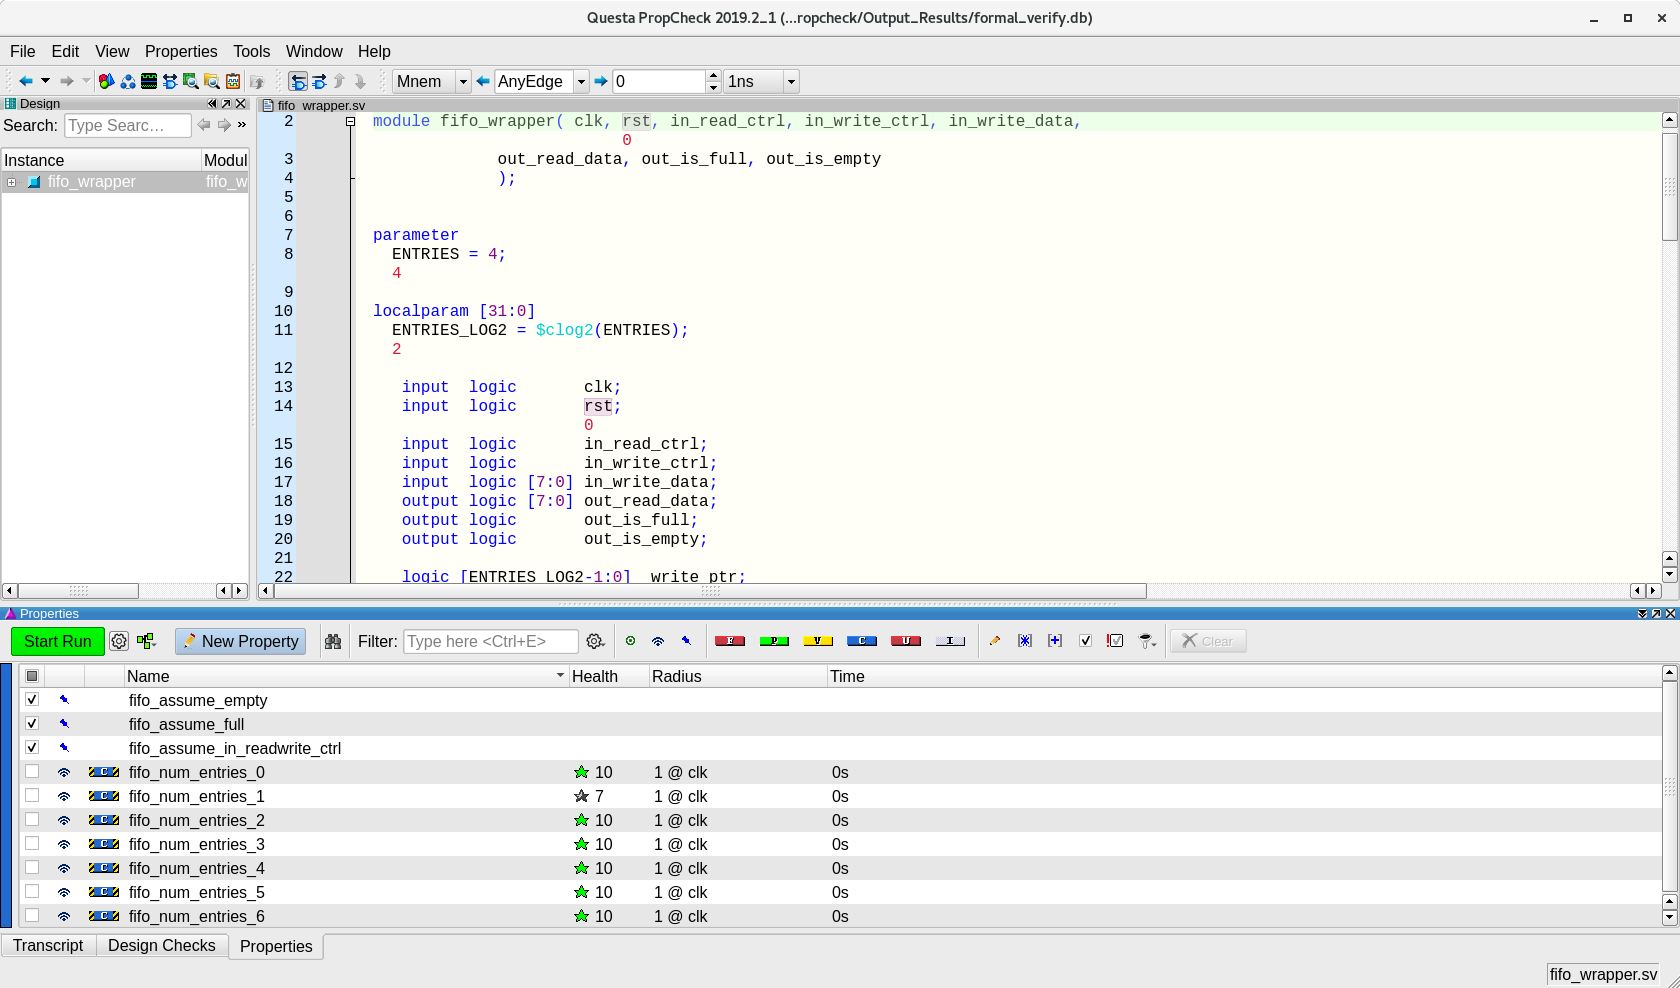 Questa PropCheck 2019.2_1 (...ropcheck/Output_Results/formal_verify.db)
File Edit View Properties Tools Window Help
Mnem AnyEdge 0 1ns
Design
Search: Type Searc…
Instance Modul
fifo_wrapper fifo_w
fifo_wrapper.sv
2 module fifo_wrapper( clk, rst, in_read_ctrl, in_write_ctrl, in_write_data,
0
3 out_read_data, out_is_full, out_is_empty
4 );
5
6
7 parameter
8 ENTRIES = 4;
4
9
10 localparam [31:0]
11 ENTRIES_LOG2 = $clog2(ENTRIES);
2
12
13 input logic clk;
14 input logic rst;
0
15 input logic in_read_ctrl;
16 input logic in_write_ctrl;
17 input logic [7:0] in_write_data;
18 output logic [7:0] out_read_data;
19 output logic out_is_full;
20 output logic out_is_empty;
21
22 logic [ENTRIES_LOG2-1:0] write_ptr;
Properties
Start Run New Property Filter: Type here <Ctrl+E> F P V C U I Clear
Name Health Radius Time
fifo_assume_empty
fifo_assume_full
fifo_assume_in_readwrite_ctrl
C fifo_num_entries_0 10 1 @ clk 0s
C fifo_num_entries_1 7 1 @ clk 0s
C fifo_num_entries_2 10 1 @ clk 0s
C fifo_num_entries_3 10 1 @ clk 0s
C fifo_num_entries_4 10 1 @ clk 0s
C fifo_num_entries_5 10 1 @ clk 0s
C fifo_num_entries_6 10 1 @ clk 0s
Transcript Design Checks Properties
fifo_wrapper.sv